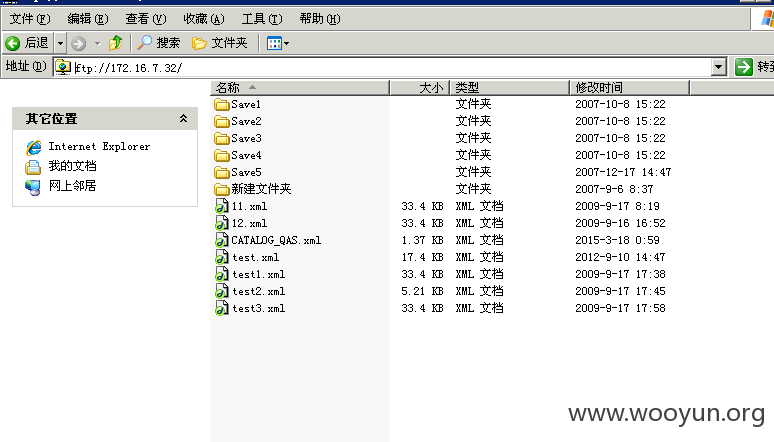 文件(F) 编辑(E) 查看(V) 收藏(A) 工具(T) 帮助(H)
后退 搜索 文件夹
地址(D) ftp://172.16.7.32/ 转到
名称 大小 类型 修改时间
其它位置
Internet Explorer
我的文档
网上邻居
Save1 文件夹 2007-10-8 15:22
Save2 文件夹 2007-10-8 15:22
Save3 文件夹 2007-10-8 15:22
Save4 文件夹 2007-10-8 15:22
Save5 文件夹 2007-12-17 14:47
新建文件夹 文件夹 2007-9-6 8:37
11.xml 33.4 KB XML 文档 2009-9-17 8:19
12.xml 33.4 KB XML 文档 2009-9-16 16:52
CATALOG_QAS.xml 1.37 KB XML 文档 2015-3-18 0:59
test.xml 17.4 KB XML 文档 2012-9-10 14:47
test1.xml 33.4 KB XML 文档 2009-9-17 17:38
test2.xml 5.21 KB XML 文档 2009-9-17 17:45
test3.xml 33.4 KB XML 文档 2009-9-17 17:58
www.wooyun.org